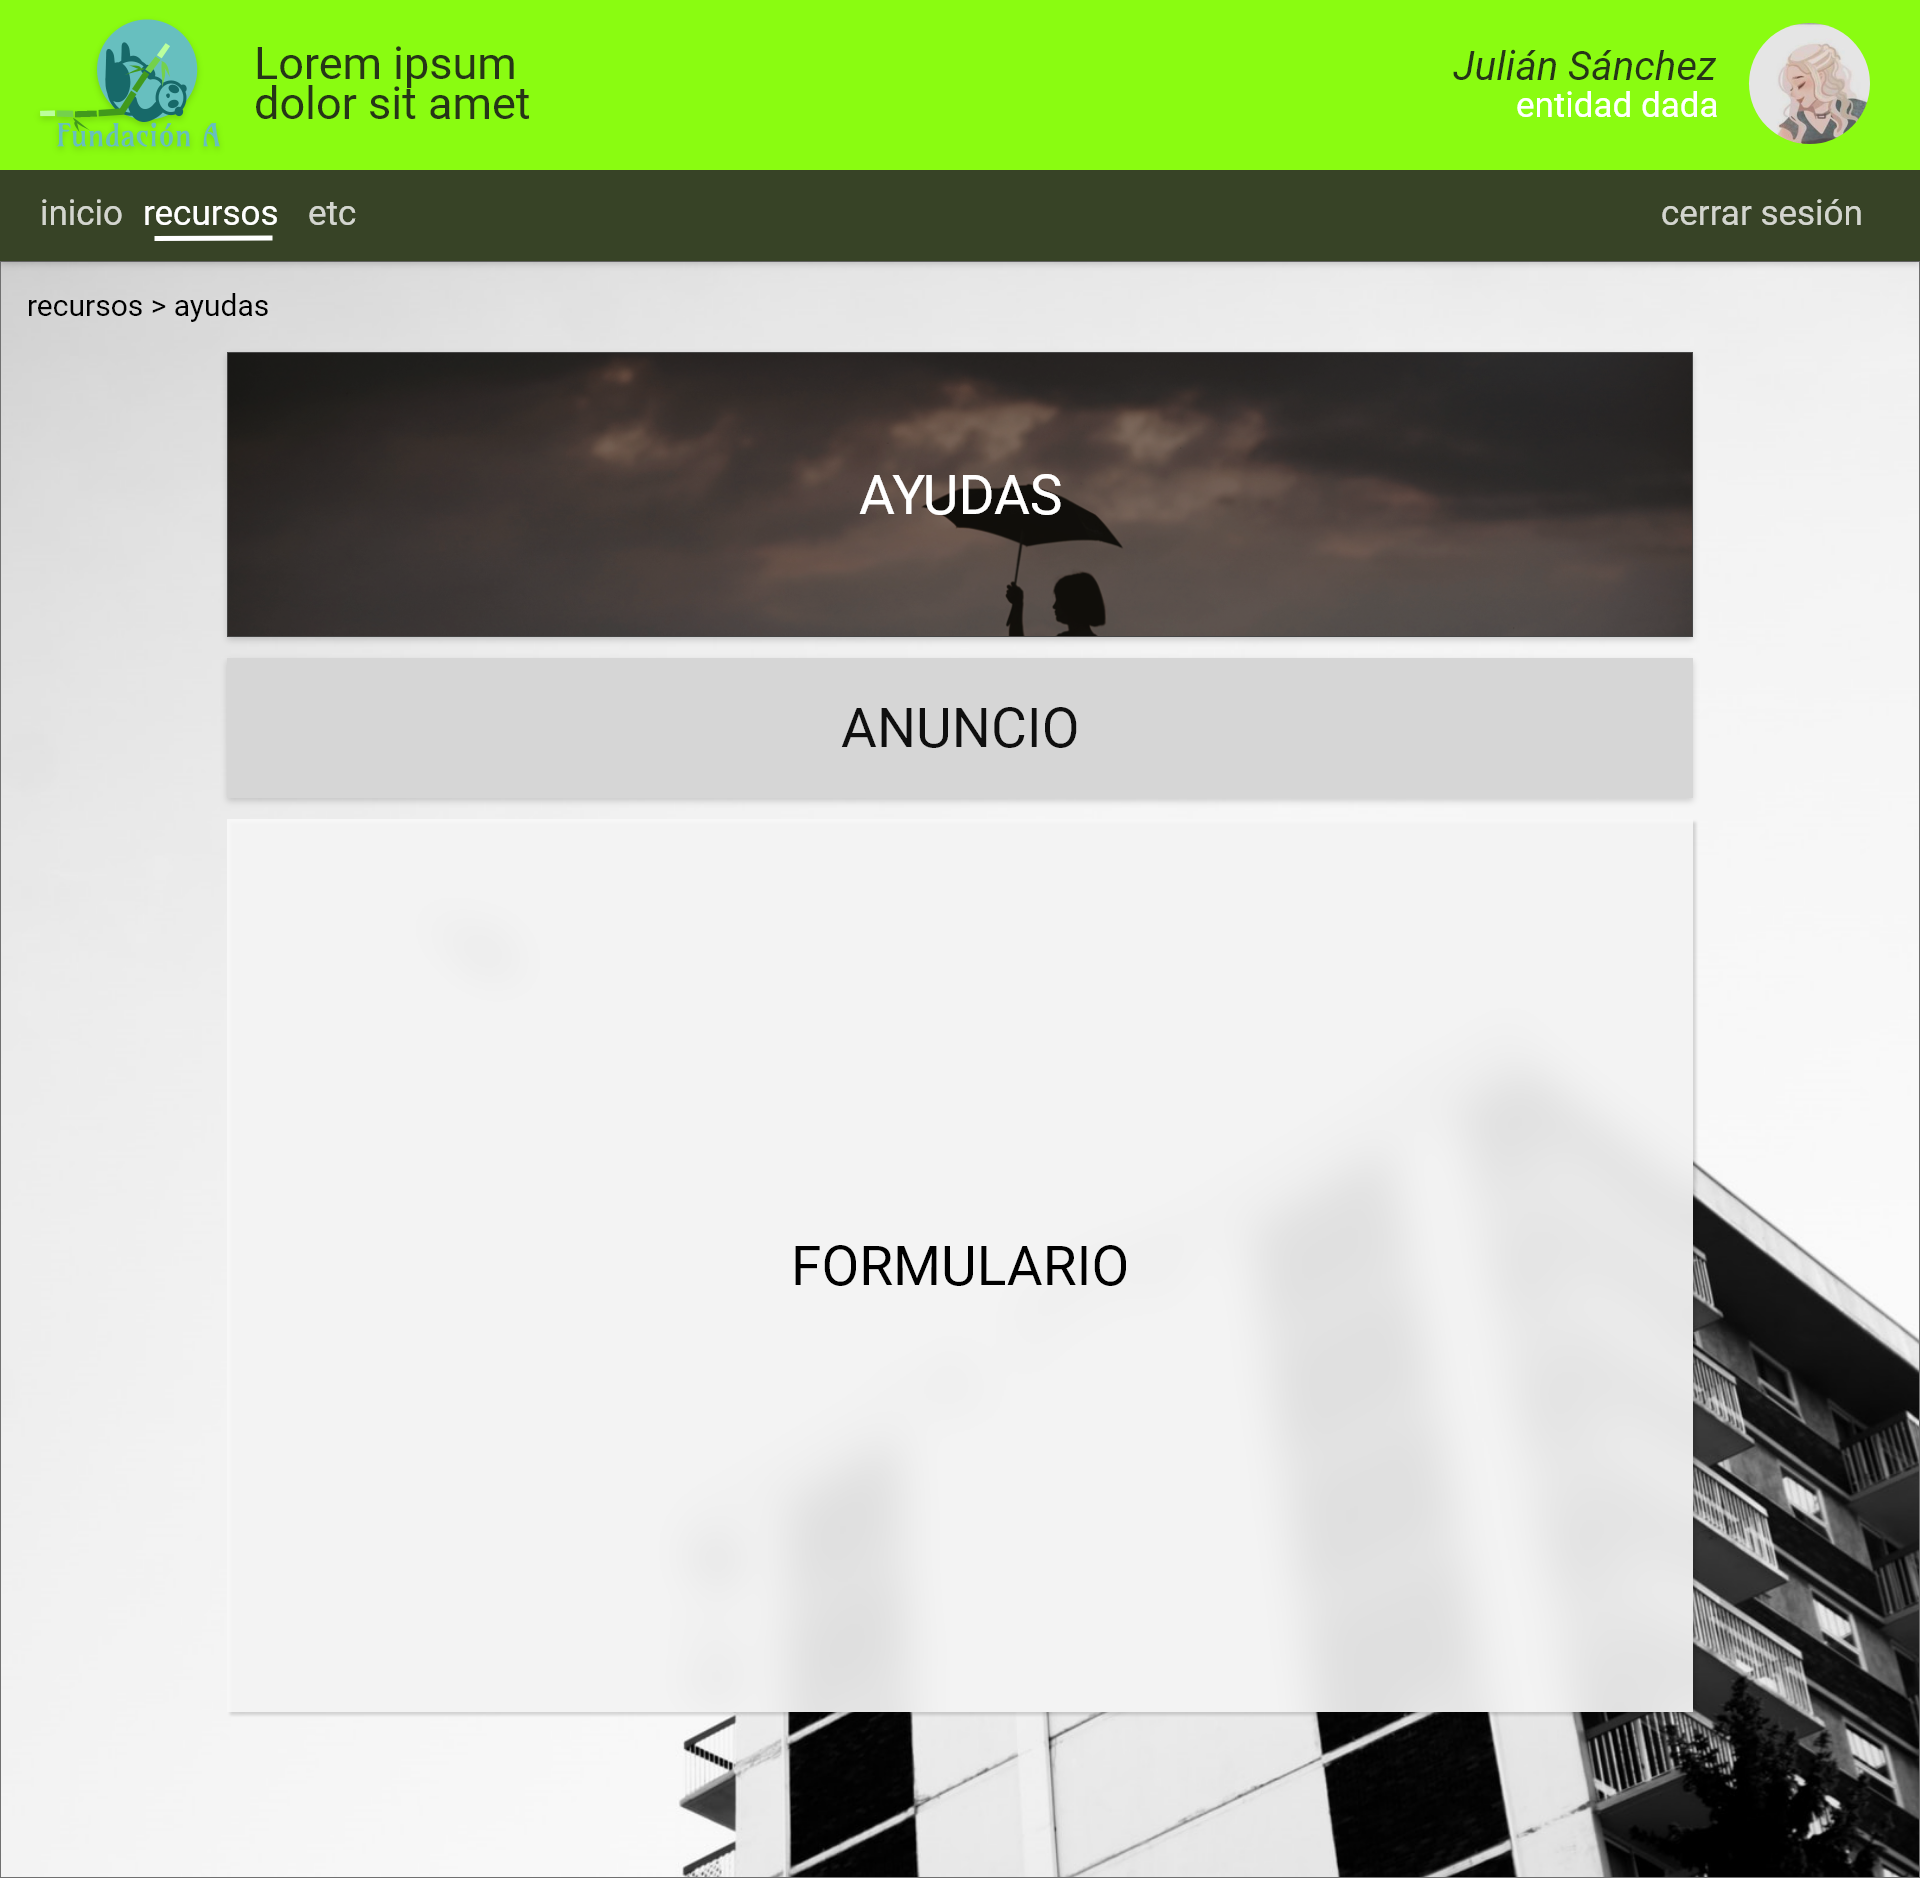 Fundación A
Lorem ipsum
dolor sit amet
Julián Sánchez
entidad dada
inicio recursos etc cerrar sesión
recursos > ayudas
AYUDAS
ANUNCIO
FORMULARIO